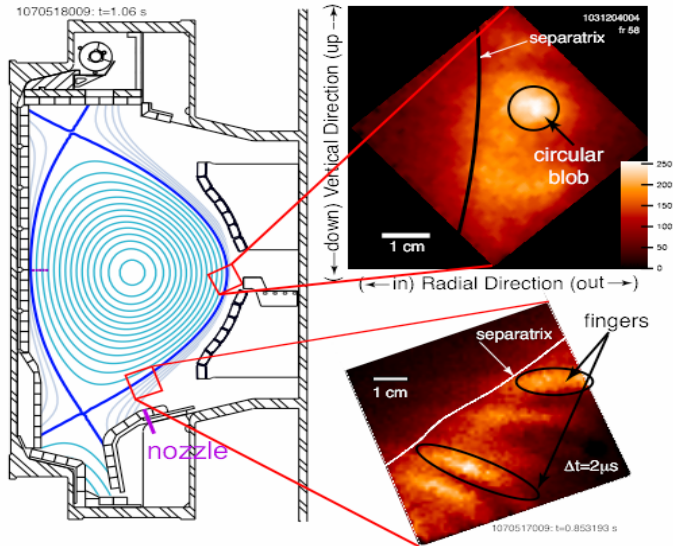 1070518009: t=1.06 s
nozzle
(←down) Vertical Direction (up→)
1031204004
fr 58
separatrix
circular
blob
1 cm
250
200
150
100
50
0
(←in) Radial Direction (out→)
fingers
separatrix
1 cm
Δt=2μs
1070517009: t=0.853193 s